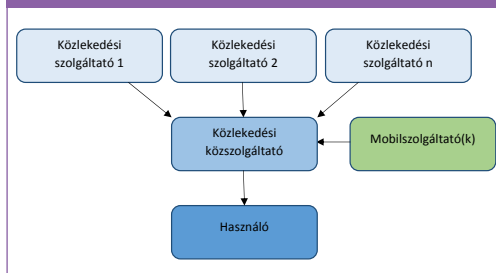 Közlekedési
szolgáltató 1
Közlekedési
szolgáltató 2
Közlekedési
szolgáltató n
Közlekedési
közszolgáltató
Mobilszolgáltató(k)
Használó